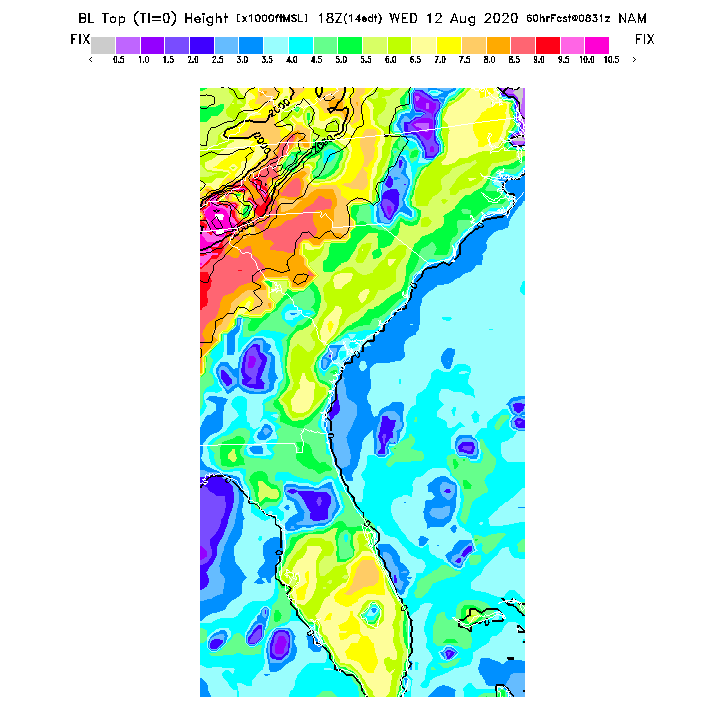 BL Top (TI=0) Height [x1000ftMSL] 18Z(14edt) WED 12 Aug 2020 60hrFcst@0831z NAM
FIX FIX
< 0.5 1.0 1.5 2.0 2.5 3.0 3.5 4.0 4.5 5.0 5.5 6.0 6.5 7.0 7.5 8.0 8.5 9.0 9.5 10.0 10.5 >
2000
2000